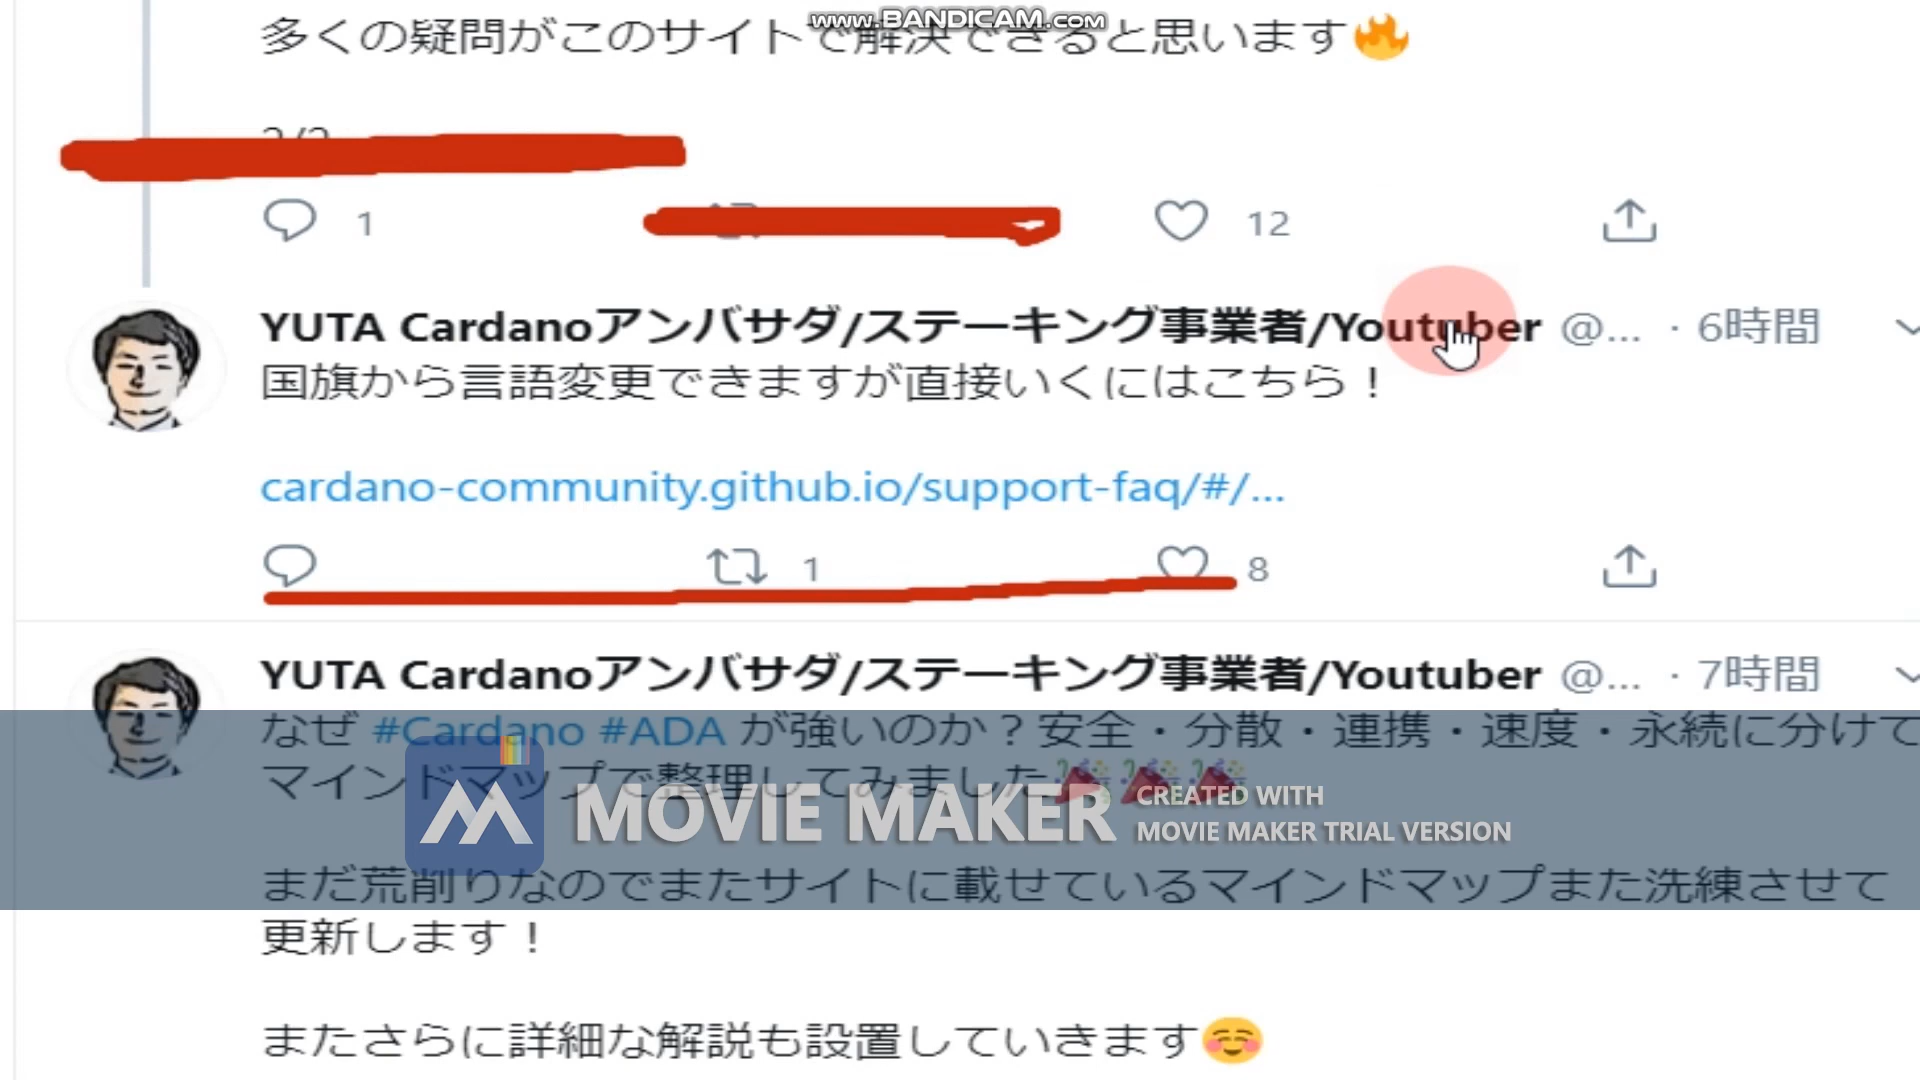 www.BANDICAM.com
多くの疑問がこのサイトで解決できると思います🔥
2/2
1 12
YUTA Cardanoアンバサダ/ステーキング事業者/Youtuber @... · 6時間
国旗から言語変更できますが直接いくにはこちら！
cardano-community.github.io/support-faq/#/...
1 8
YUTA Cardanoアンバサダ/ステーキング事業者/Youtuber @... · 7時間
なぜ #Cardano #ADA が強いのか？安全・分散・連携・速度・永続に分けて
マインドマップで整理してみました🎉🎉🎉
MOVIE MAKER
CREATED WITH
MOVIE MAKER TRIAL VERSION
まだ荒削りなのでまたサイトに載せているマインドマップまた洗練させて
更新します！
またさらに詳細な解説も設置していきます☺️